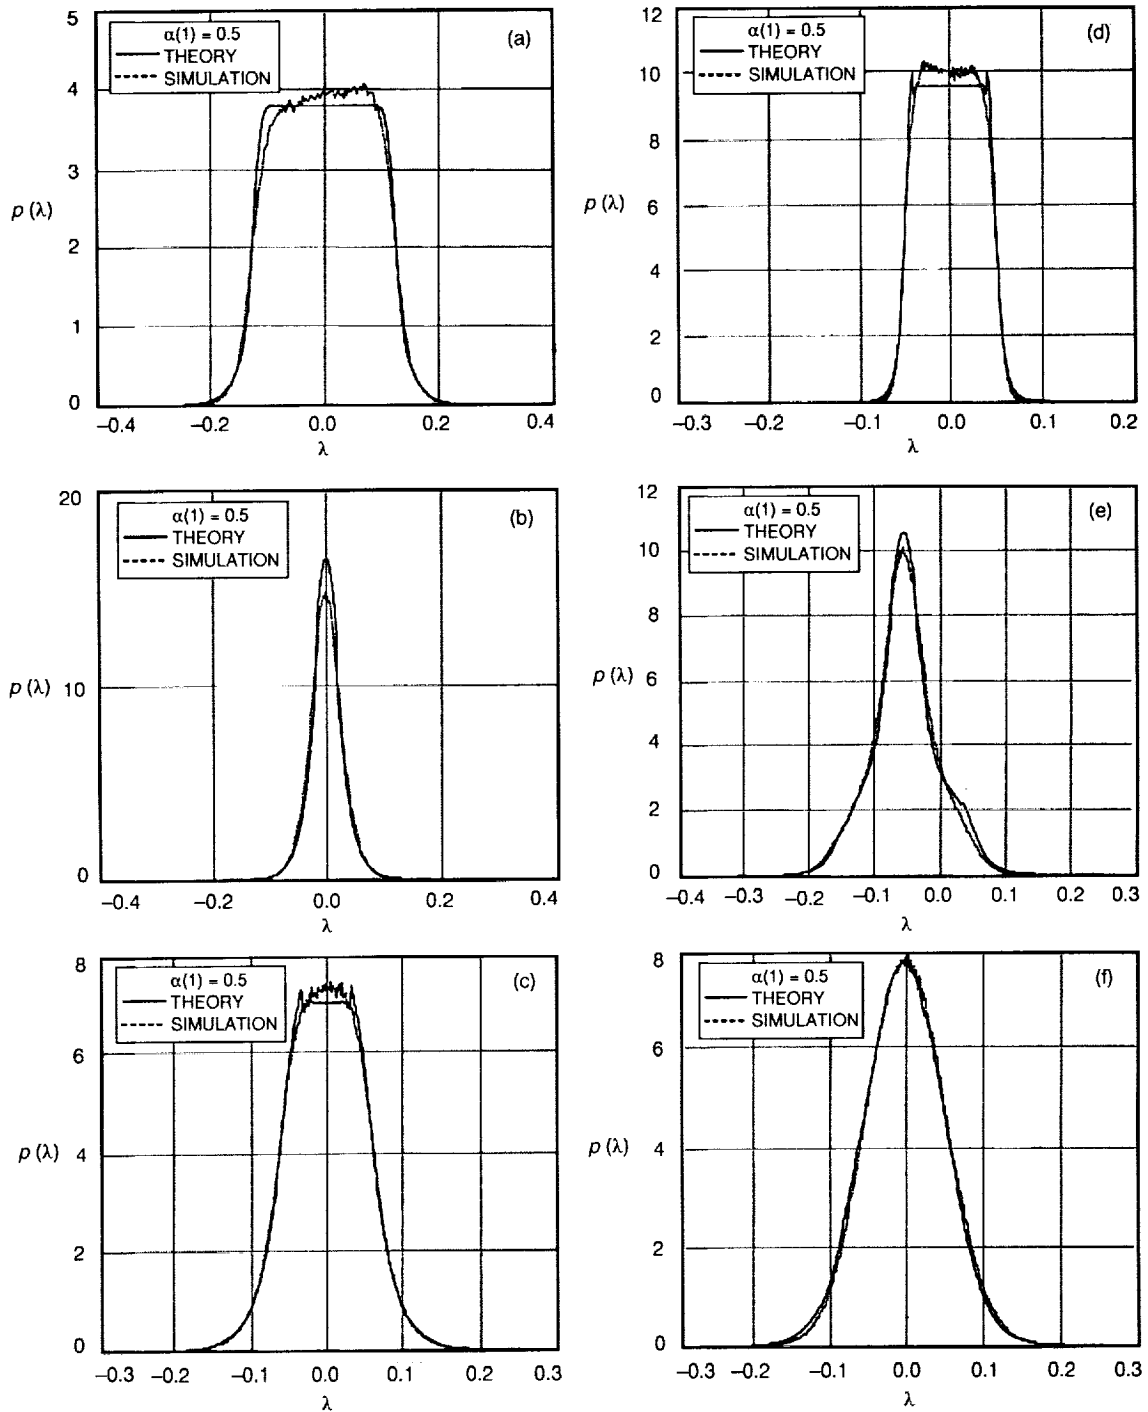 5
α(1) = 0.5
THEORY
SIMULATION
(a)
4
3
p (λ)
2
1
0
−0.4
−0.2
0.0
0.2
0.4
λ
20
α(1) = 0.5
THEORY
SIMULATION
(b)
p (λ)
10
0
−0.4
−0.2
0.0
0.2
0.4
λ
8
α(1) = 0.5
THEORY
SIMULATION
(c)
6
4
p (λ)
2
0
−0.3
−0.2
−0.1
0.0
0.1
0.2
0.3
λ
12
α(1) = 0.5
THEORY
SIMULATION
(d)
10
8
6
p (λ)
4
2
0
−0.3
−0.2
−0.1
0.0
0.1
0.2
λ
12
α(1) = 0.5
THEORY
SIMULATION
(e)
10
8
6
p (λ)
4
2
0
−0.4
−0.3
−0.2
−0.1
0.0
0.1
0.2
0.3
λ
8
α(1) = 0.5
THEORY
SIMULATION
(f)
6
4
p (λ)
2
0
−0.3
−0.2
−0.1
0.0
0.1
0.2
0.3
λ